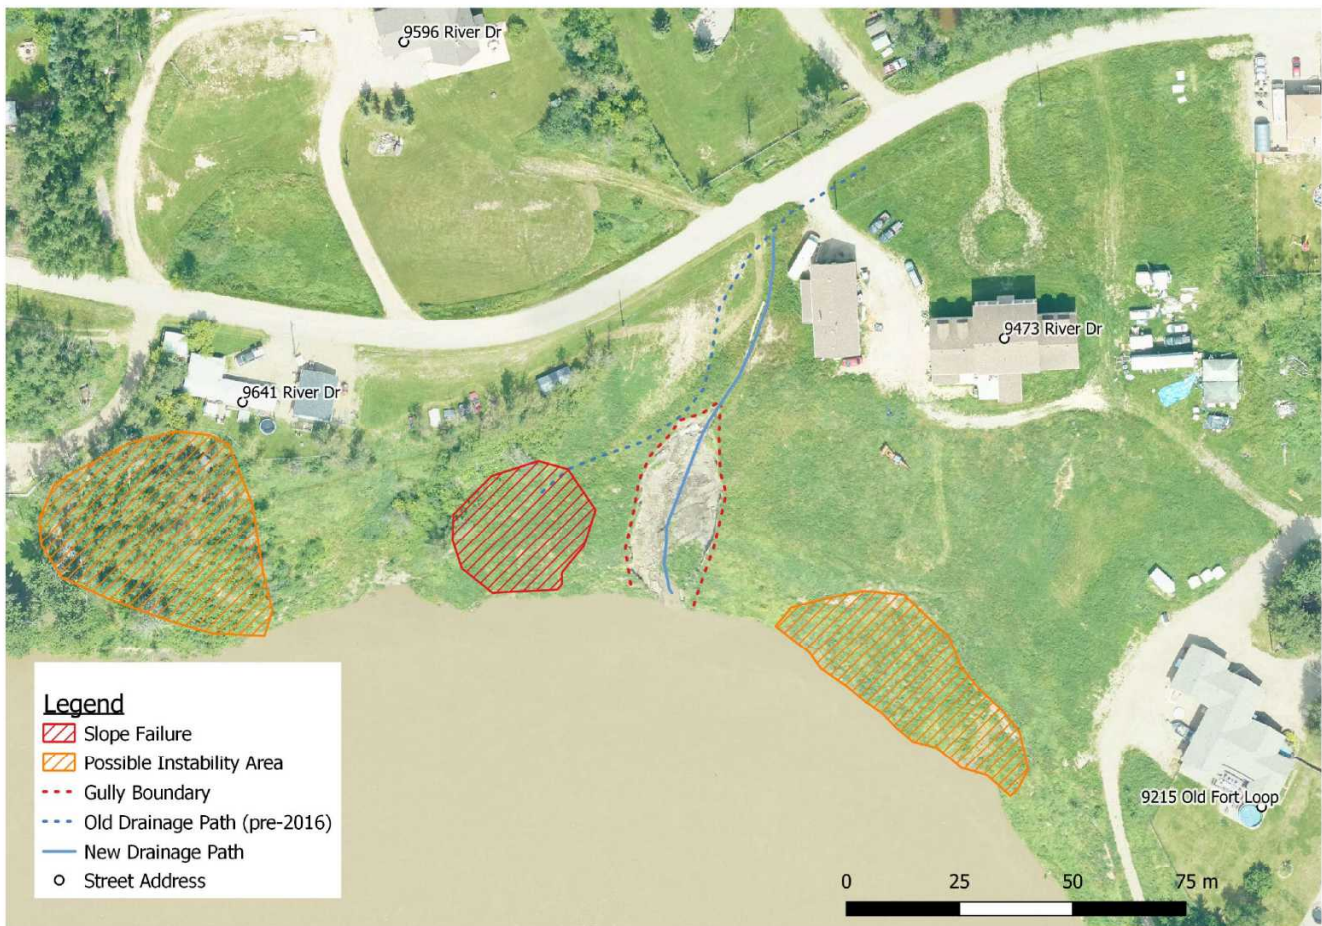 9596 River Dr
9473 River Dr
9641 River Dr
9215 Old Fort Loop
Legend
Slope Failure
Possible Instability Area
Gully Boundary
Old Drainage Path (pre-2016)
New Drainage Path
Street Address
0 25 50 75 m